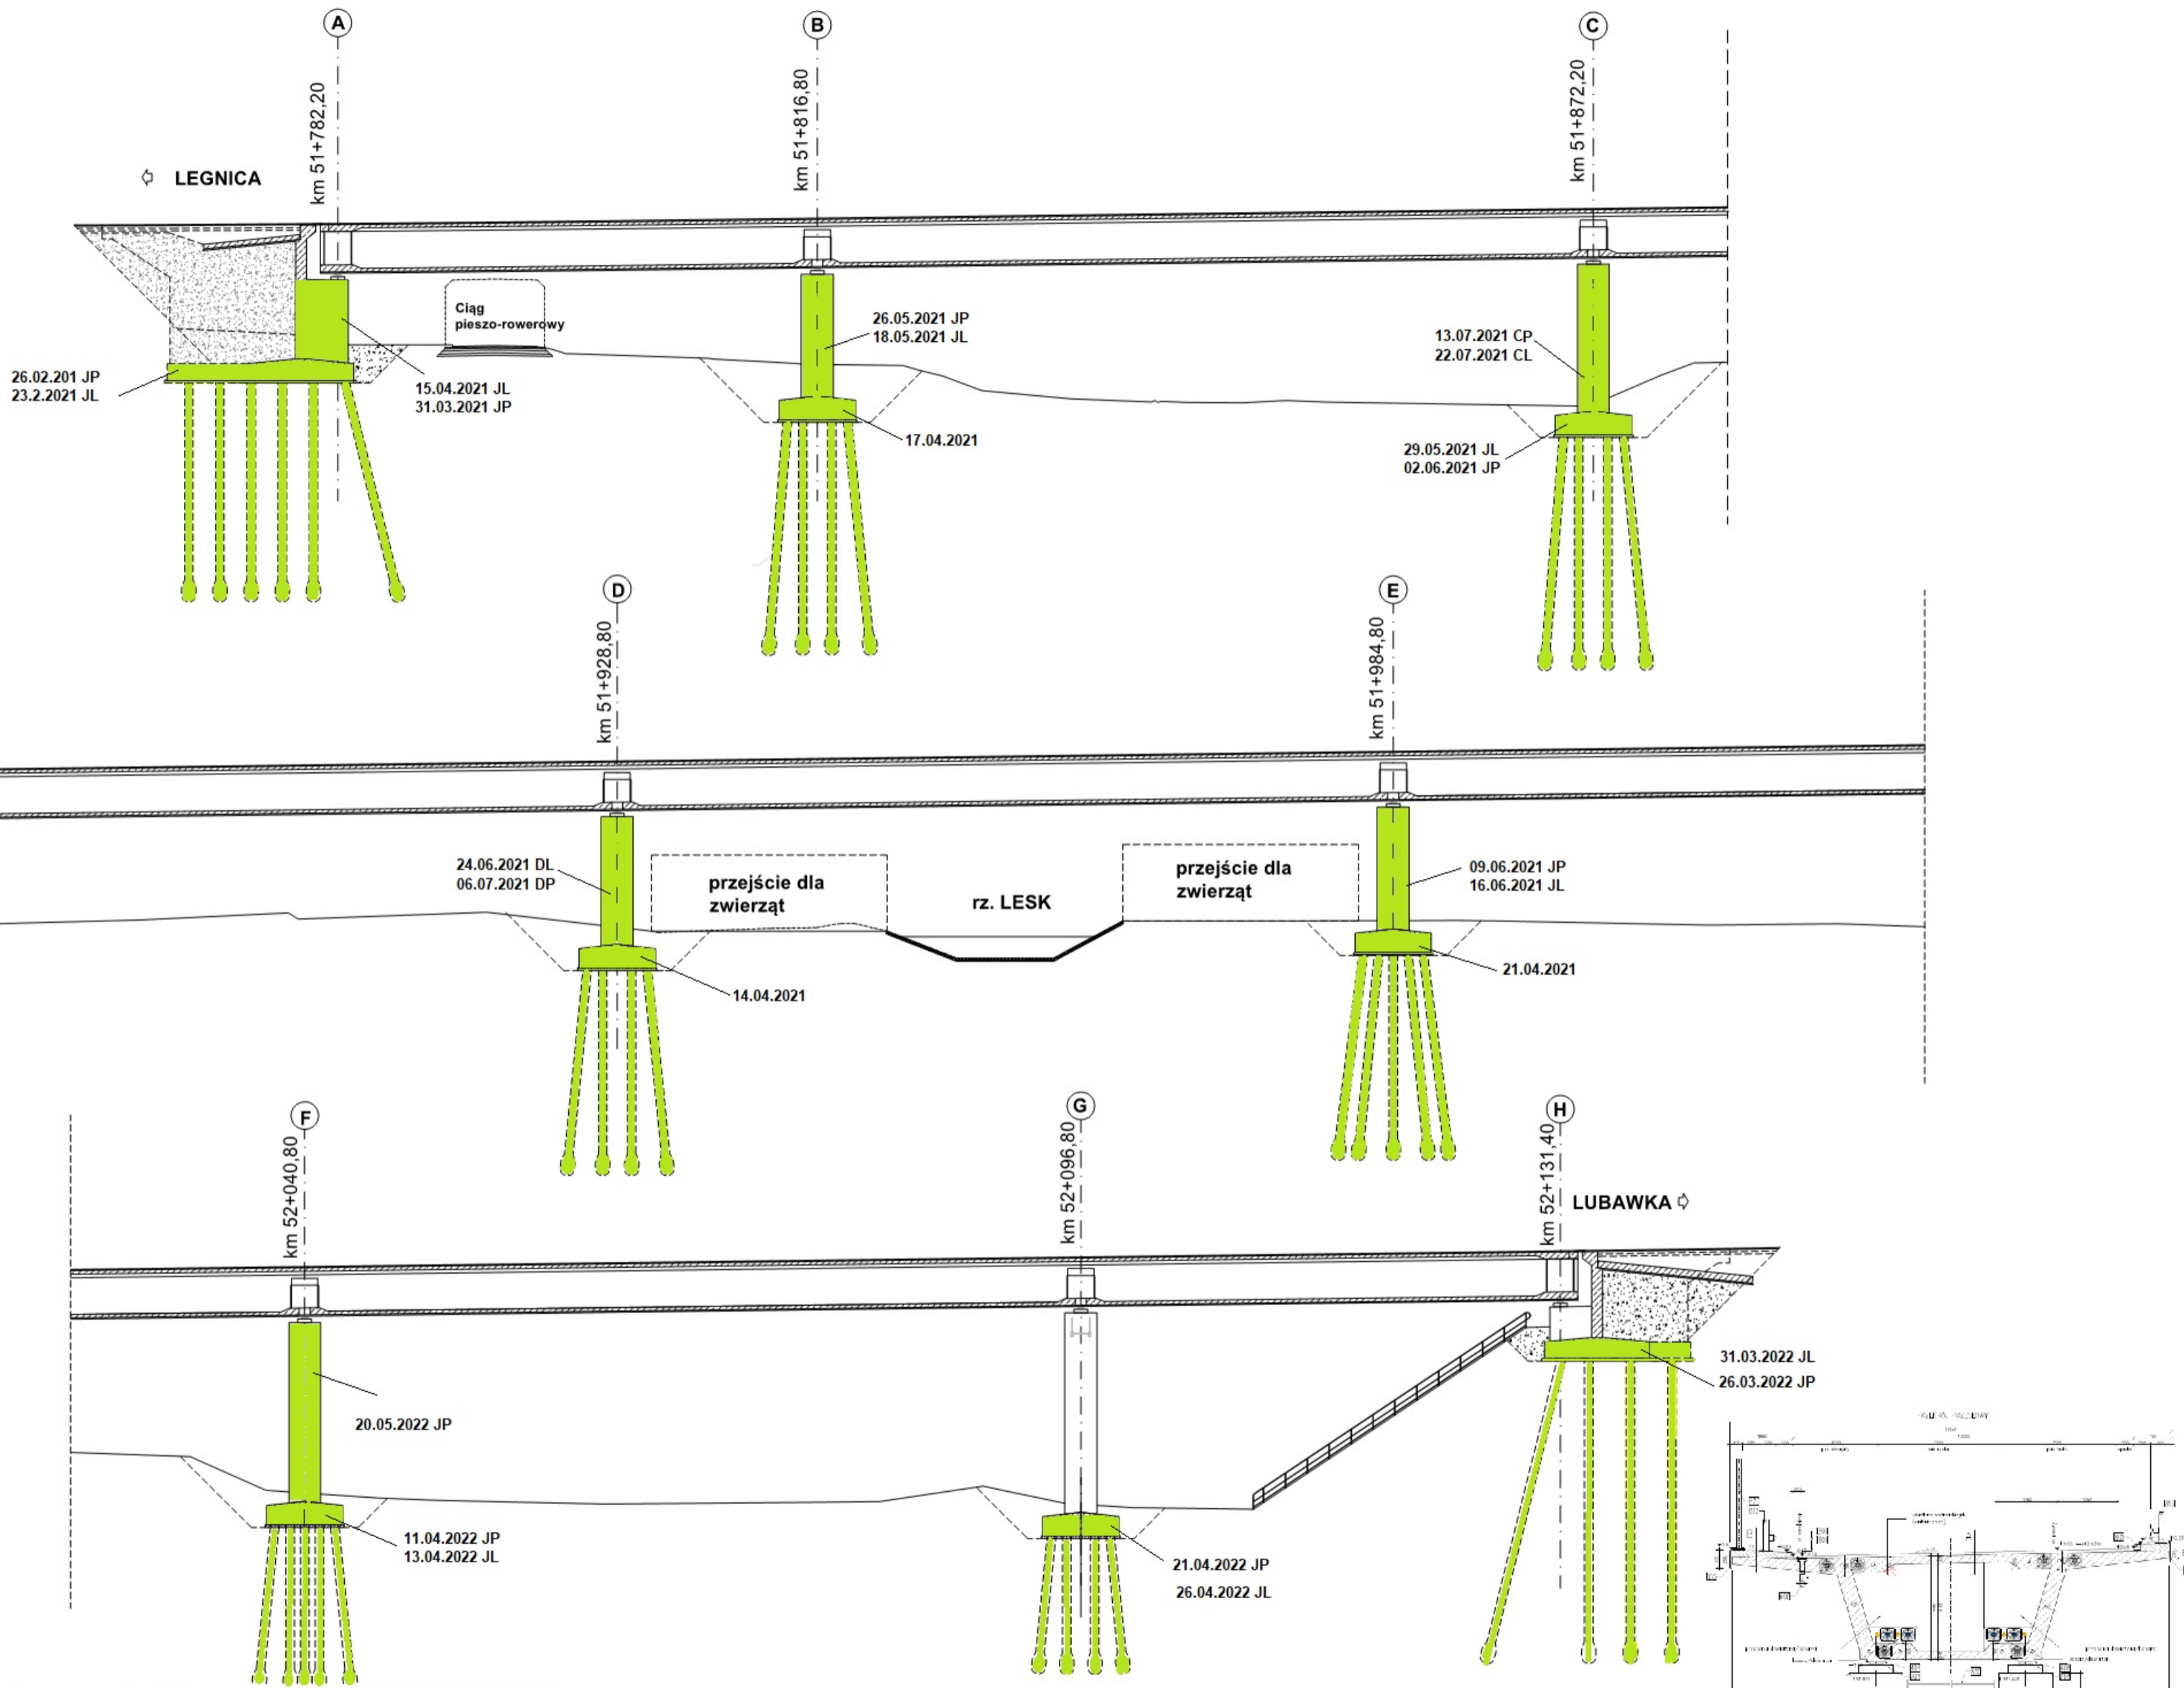 A
B
C
km 51+782,20
km 51+816,80
km 51+872,20
LEGNICA
Ciąg
pieszo-rowerowy
26.05.2021 JP
18.05.2021 JL
13.07.2021 CP
22.07.2021 CL
26.02.201 JP
23.2.2021 JL
15.04.2021 JL
31.03.2021 JP
17.04.2021
29.05.2021 JL
02.06.2021 JP
D
E
km 51+928,80
km 51+984,80
24.06.2021 DL
06.07.2021 DP
przejście dla
zwierząt
rz. LESK
przejście dla
zwierząt
09.06.2021 JP
16.06.2021 JL
14.04.2021
21.04.2021
F
G
H
km 52+040,80
km 52+096,80
km 52+131,40
LUBAWKA
20.05.2022 JP
31.03.2022 JL
26.03.2022 JP
11.04.2022 JP
13.04.2022 JL
21.04.2022 JP
26.04.2022 JL